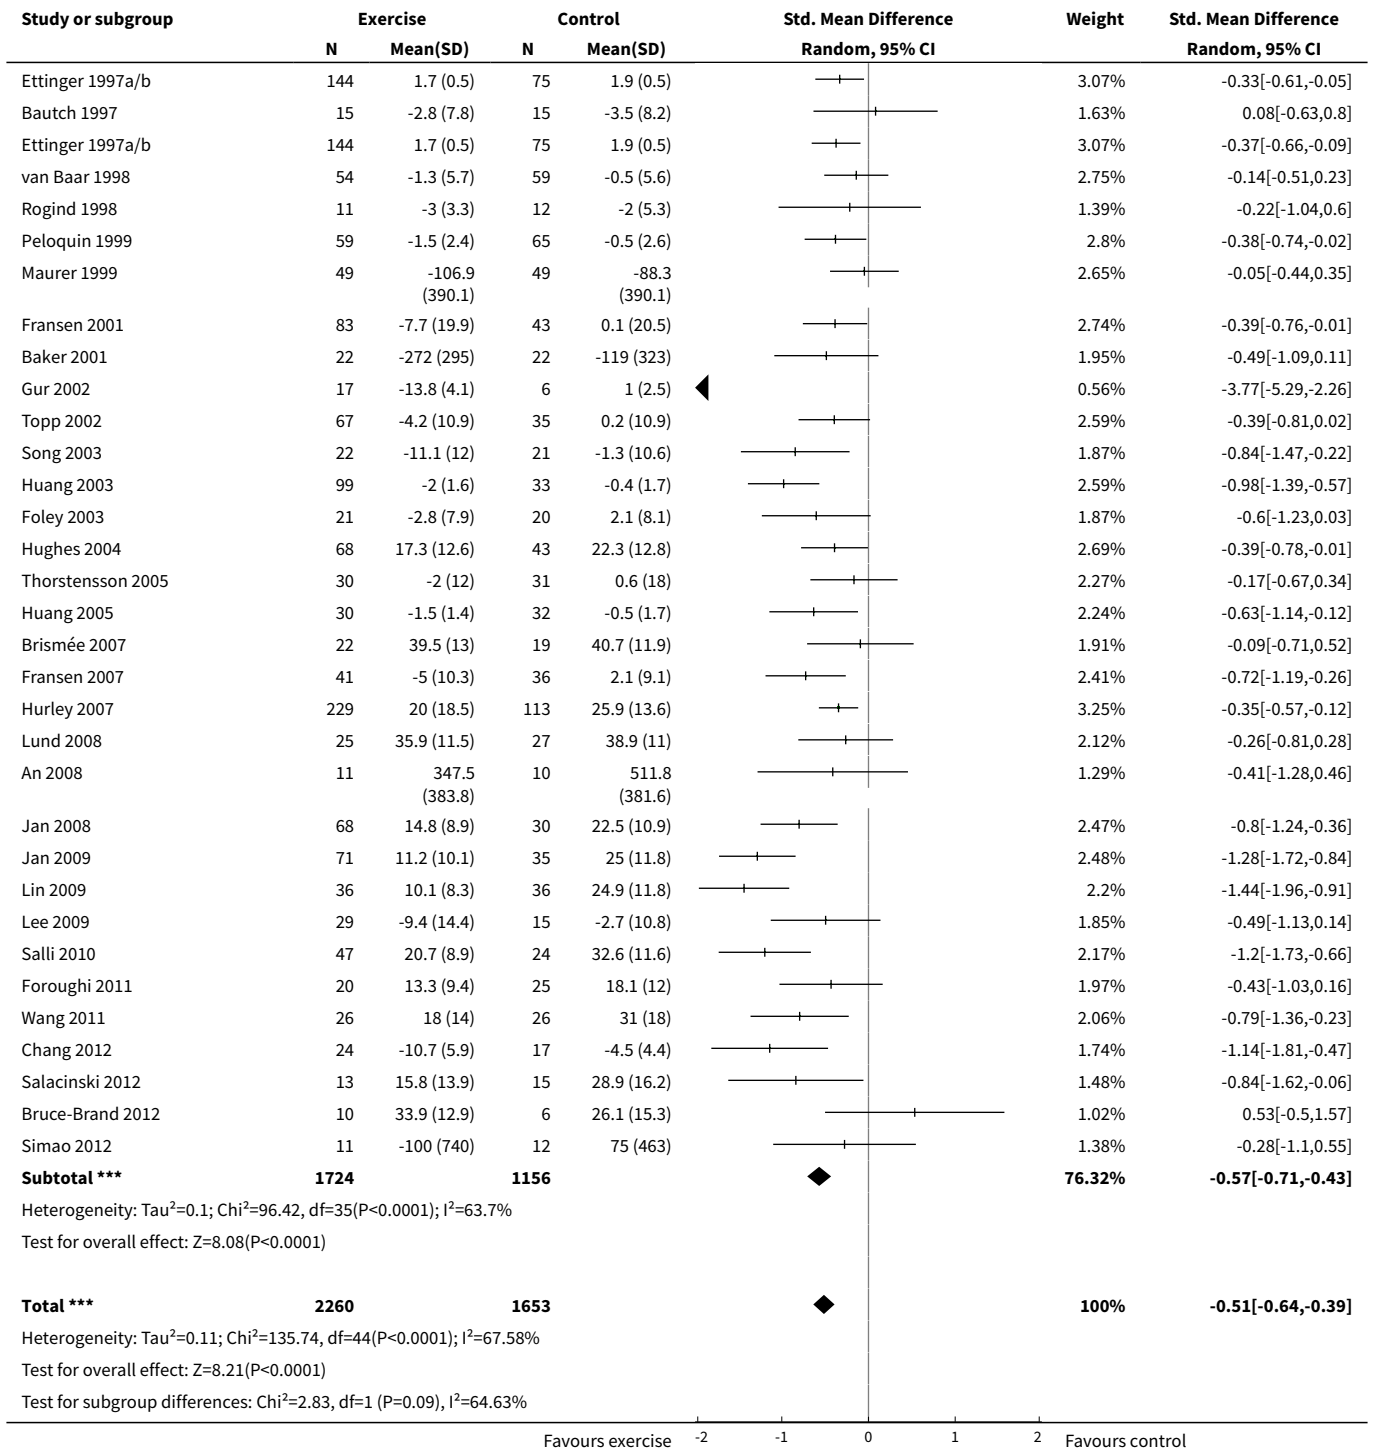 Study or subgroup Exercise Control Std. Mean Difference Weight Std. Mean Difference
N Mean(SD) N Mean(SD) Random, 95% CI Random, 95% CI
Ettinger 1997a/b 144 1.7 (0.5) 75 1.9 (0.5) 3.07% -0.33[-0.61,-0.05]
Bautch 1997 15 -2.8 (7.8) 15 -3.5 (8.2) 1.63% 0.08[-0.63,0.8]
Ettinger 1997a/b 144 1.7 (0.5) 75 1.9 (0.5) 3.07% -0.37[-0.66,-0.09]
van Baar 1998 54 -1.3 (5.7) 59 -0.5 (5.6) 2.75% -0.14[-0.51,0.23]
Rogind 1998 11 -3 (3.3) 12 -2 (5.3) 1.39% -0.22[-1.04,0.6]
Peloquin 1999 59 -1.5 (2.4) 65 -0.5 (2.6) 2.8% -0.38[-0.74,-0.02]
Maurer 1999 49 -106.9 49 -88.3 2.65% -0.05[-0.44,0.35]
(390.1) (390.1)
Fransen 2001 83 -7.7 (19.9) 43 0.1 (20.5) 2.74% -0.39[-0.76,-0.01]
Baker 2001 22 -272 (295) 22 -119 (323) 1.95% -0.49[-1.09,0.11]
Gur 2002 17 -13.8 (4.1) 6 1 (2.5) 0.56% -3.77[-5.29,-2.26]
Topp 2002 67 -4.2 (10.9) 35 0.2 (10.9) 2.59% -0.39[-0.81,0.02]
Song 2003 22 -11.1 (12) 21 -1.3 (10.6) 1.87% -0.84[-1.47,-0.22]
Huang 2003 99 -2 (1.6) 33 -0.4 (1.7) 2.59% -0.98[-1.39,-0.57]
Foley 2003 21 -2.8 (7.9) 20 2.1 (8.1) 1.87% -0.6[-1.23,0.03]
Hughes 2004 68 17.3 (12.6) 43 22.3 (12.8) 2.69% -0.39[-0.78,-0.01]
Thorstensson 2005 30 -2 (12) 31 0.6 (18) 2.27% -0.17[-0.67,0.34]
Huang 2005 30 -1.5 (1.4) 32 -0.5 (1.7) 2.24% -0.63[-1.14,-0.12]
Brismée 2007 22 39.5 (13) 19 40.7 (11.9) 1.91% -0.09[-0.71,0.52]
Fransen 2007 41 -5 (10.3) 36 2.1 (9.1) 2.41% -0.72[-1.19,-0.26]
Hurley 2007 229 20 (18.5) 113 25.9 (13.6) 3.25% -0.35[-0.57,-0.12]
Lund 2008 25 35.9 (11.5) 27 38.9 (11) 2.12% -0.26[-0.81,0.28]
An 2008 11 347.5 10 511.8 1.29% -0.41[-1.28,0.46]
(383.8) (381.6)
Jan 2008 68 14.8 (8.9) 30 22.5 (10.9) 2.47% -0.8[-1.24,-0.36]
Jan 2009 71 11.2 (10.1) 35 25 (11.8) 2.48% -1.28[-1.72,-0.84]
Lin 2009 36 10.1 (8.3) 36 24.9 (11.8) 2.2% -1.44[-1.96,-0.91]
Lee 2009 29 -9.4 (14.4) 15 -2.7 (10.8) 1.85% -0.49[-1.13,0.14]
Salli 2010 47 20.7 (8.9) 24 32.6 (11.6) 2.17% -1.2[-1.73,-0.66]
Foroughi 2011 20 13.3 (9.4) 25 18.1 (12) 1.97% -0.43[-1.03,0.16]
Wang 2011 26 18 (14) 26 31 (18) 2.06% -0.79[-1.36,-0.23]
Chang 2012 24 -10.7 (5.9) 17 -4.5 (4.4) 1.74% -1.14[-1.81,-0.47]
Salacinski 2012 13 15.8 (13.9) 15 28.9 (16.2) 1.48% -0.84[-1.62,-0.06]
Bruce-Brand 2012 10 33.9 (12.9) 6 26.1 (15.3) 1.02% 0.53[-0.5,1.57]
Simao 2012 11 -100 (740) 12 75 (463) 1.38% -0.28[-1.1,0.55]
Subtotal *** 1724 1156 76.32% -0.57[-0.71,-0.43]
Heterogeneity: Tau²=0.1; Chi²=96.42, df=35(P<0.0001); I²=63.7%
Test for overall effect: Z=8.08(P<0.0001)
Total *** 2260 1653 100% -0.51[-0.64,-0.39]
Heterogeneity: Tau²=0.11; Chi²=135.74, df=44(P<0.0001); I²=67.58%
Test for overall effect: Z=8.21(P<0.0001)
Test for subgroup differences: Chi²=2.83, df=1 (P=0.09), I²=64.63%
Favours exercise -2 -1 0 1 2 Favours control